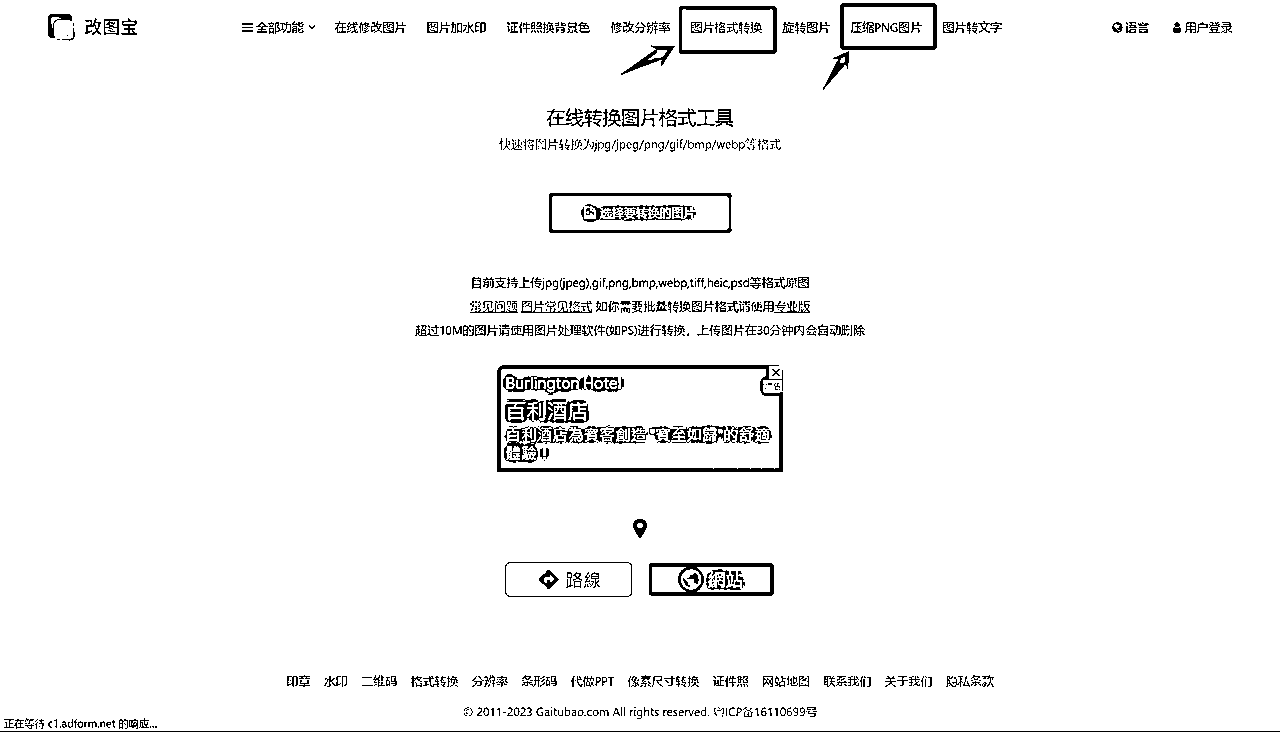 改图宝 全部功能 在线修改图片 图片加水印 证件照换背景色 修改分辨率 图片格式转换 旋转图片 压缩PNG图片 图片转文字 语言 用户登录
在线转换图片格式工具
快速将图片转换为jpg/jpeg/png/gif/bmp/webp等格式
选择要转换的图片
目前支持上传jpg(jpeg),gif,png,bmp,webp,tiff,heic,psd等格式原图
常见问题 图片常见格式 如你需要批量转换图片格式请使用专业版
超过10M的图片请使用图片处理软件(如PS)进行转换，上传图片在30分钟内会自动删除
Burlington Hotel
广告
百利酒店
百利酒店為賓客創造“賓至如歸”的舒適
體驗!!
路線 網站
印章 水印 二维码 格式转换 分辨率 条形码 代做PPT 像素尺寸转换 证件照 网站地图 联系我们 关于我们 隐私条款
© 2011-2023 Gaitubao.com All rights reserved. 沪ICP备16110699号
正在等待 c1.adform.net 的响应...